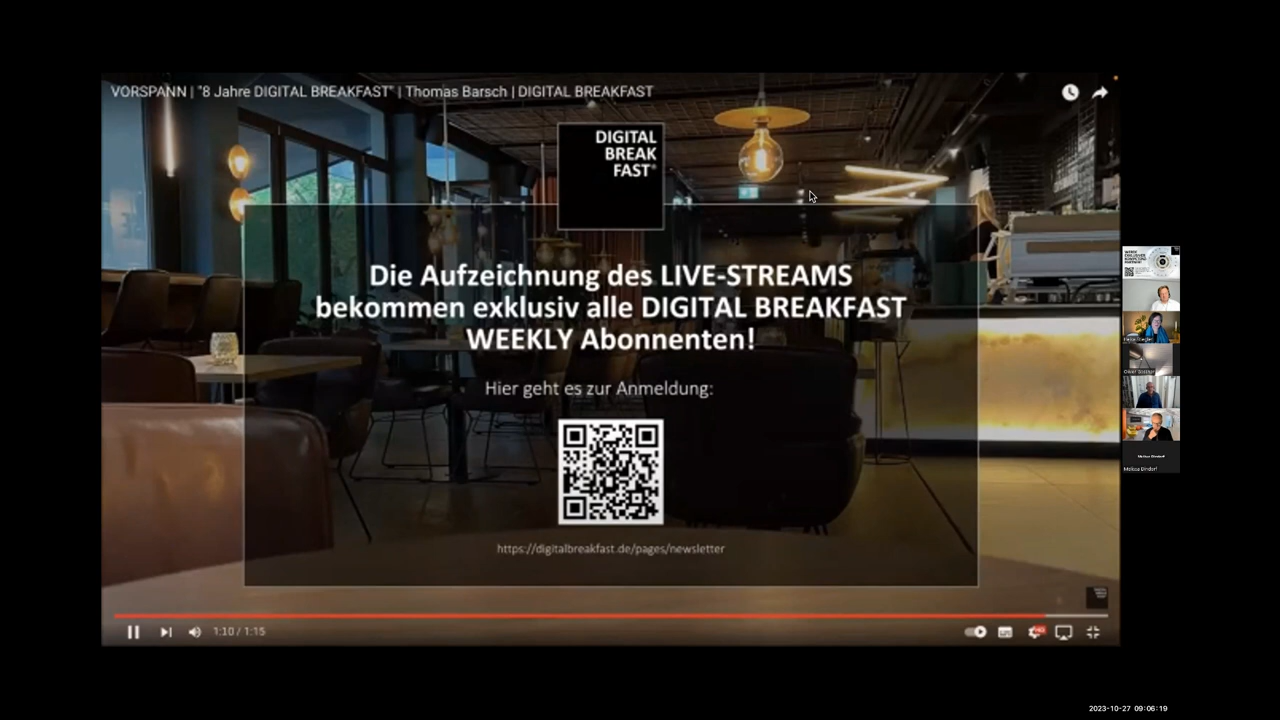 VORSPANN | "8 Jahre DIGITAL BREAKFAST" | Thomas Barsch | DIGITAL BREAKFAST
DIGITAL
BREAK
FAST®
Die Aufzeichnung des LIVE-STREAMS
bekommen exklusiv alle DIGITAL BREAKFAST
WEEKLY Abonnenten!
Hier geht es zur Anmeldung:
https://digitalbreakfast.de/pages/newsletter
1:10 / 1:15
HD
2023-10-27 09:06:19